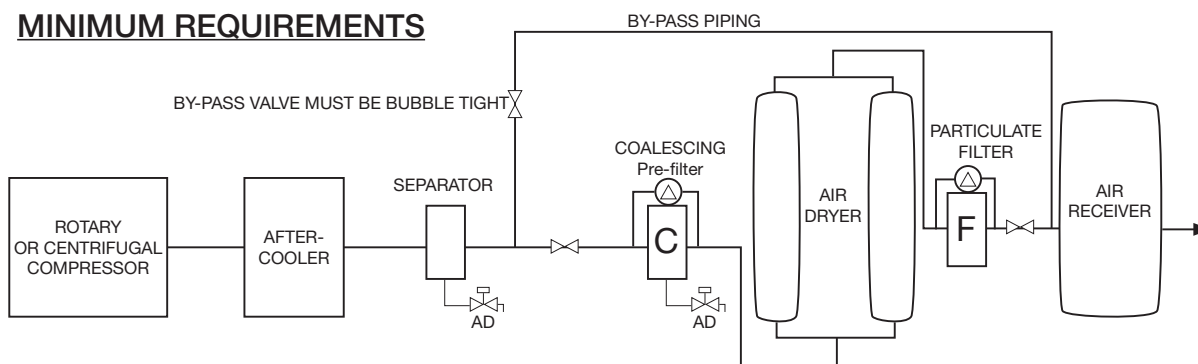 MINIMUM REQUIREMENTS
BY-PASS PIPING
BY-PASS VALVE MUST BE BUBBLE TIGHT
ROTARY
OR CENTRIFUGAL
COMPRESSOR
AFTER-
COOLER
SEPARATOR
AD
COALESCING
Pre-filter
C
AD
AIR
DRYER
PARTICULATE
FILTER
F
AIR
RECEIVER